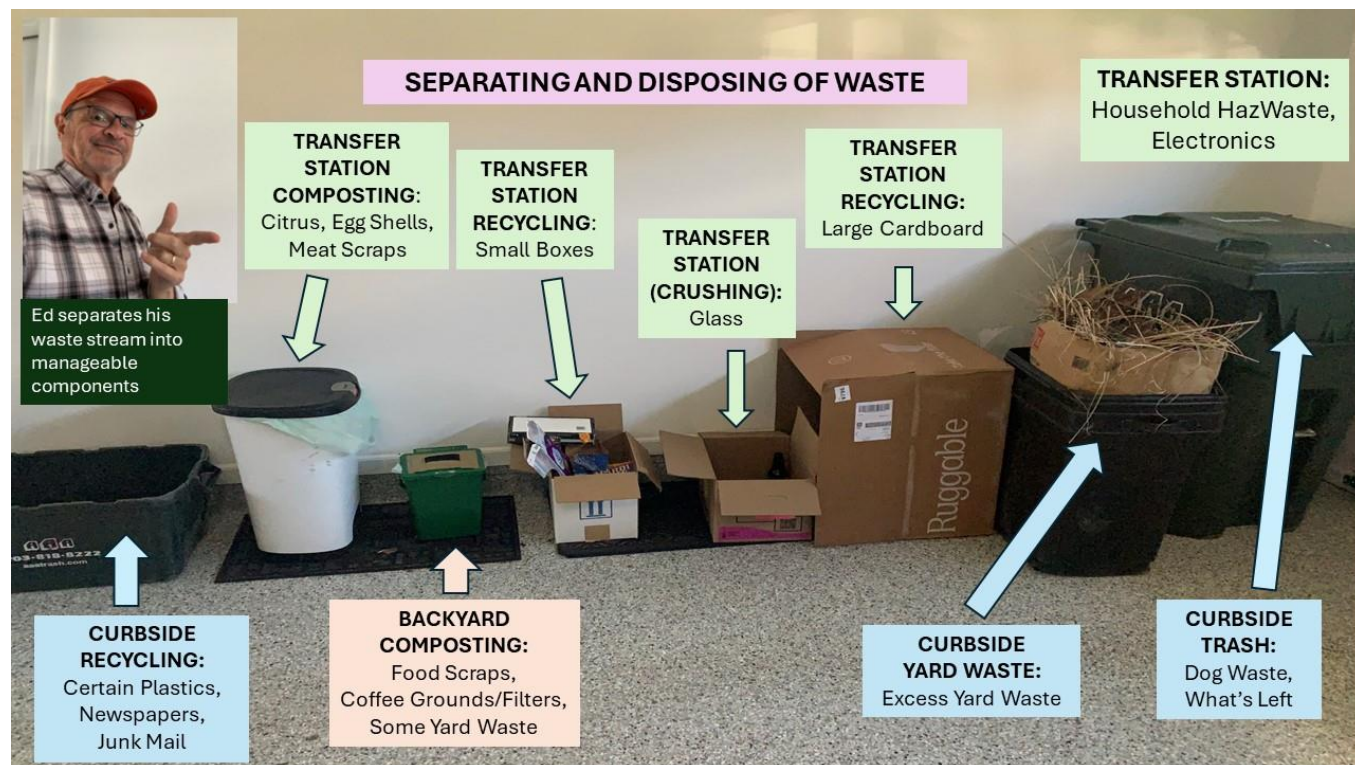 SEPARATING AND DISPOSING OF WASTE
TRANSFER STATION:
Household HazWaste,
Electronics
TRANSFER
STATION
COMPOSTING:
Citrus, Egg Shells,
Meat Scraps
TRANSFER
STATION
RECYCLING:
Small Boxes
TRANSFER
STATION
(CRUSHING):
Glass
TRANSFER
STATION
RECYCLING:
Large Cardboard
Ed separates his
waste stream into
manageable
components
Ruggable
aaatrash.com
CURBSIDE
RECYCLING:
Certain Plastics,
Newspapers,
Junk Mail
BACKYARD
COMPOSTING:
Food Scraps,
Coffee Grounds/Filters,
Some Yard Waste
CURBSIDE
YARD WASTE:
Excess Yard Waste
CURBSIDE
TRASH:
Dog Waste,
What's Left